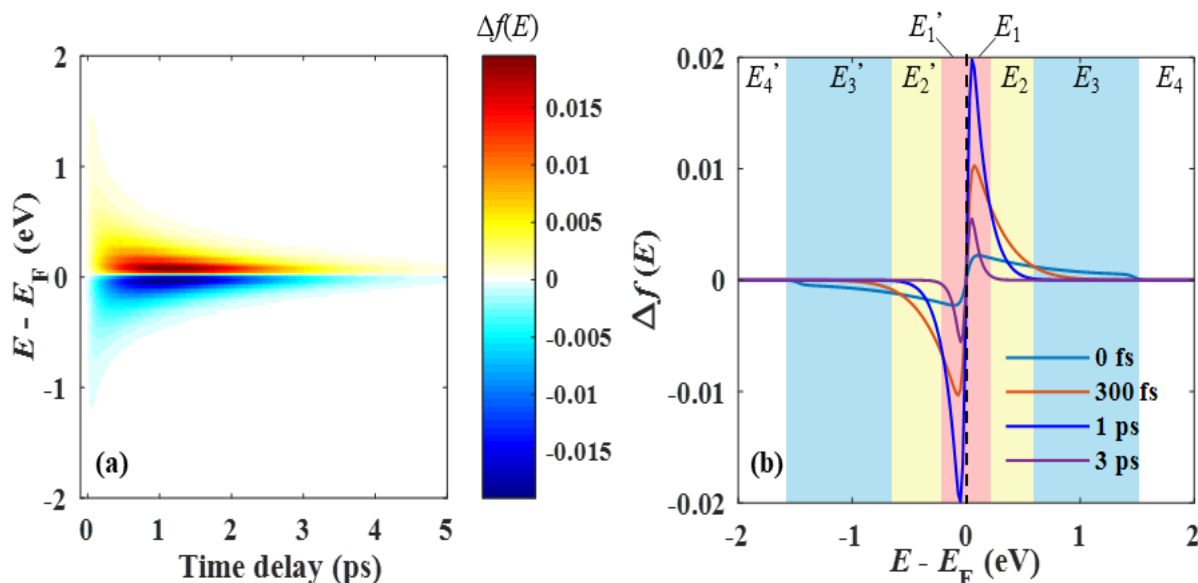 Δf(E)
2
1
0
-1
-2
E - E_F (eV)
0.015
0.01
0.005
0
-0.005
-0.01
-0.015
(a)
0 1 2 3 4 5
Time delay (ps)
E₁’ E₁
E₄’ E₃’ E₂’ E₂ E₃ E₄
0.02
0.01
0
-0.01
-0.02
Δf(E)
0 fs
300 fs
1 ps
3 ps
(b)
-2 -1 0 1 2
E - E_F (eV)